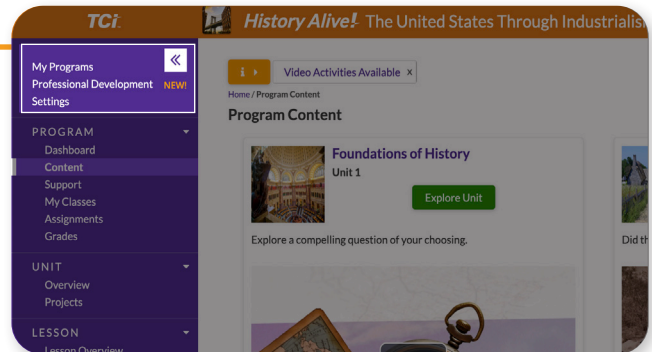 TCi
History Alive! The United States Through Industrialis
My Programs
Professional Development NEW!
Settings
i Video Activities Available x
Home / Program Content
Program Content
PROGRAM
Dashboard
Content
Support
My Classes
Assignments
Grades
UNIT
Overview
Projects
LESSON
Lesson Overview
Foundations of History
Unit 1
Explore Unit
Explore a compelling question of your choosing.
Did th